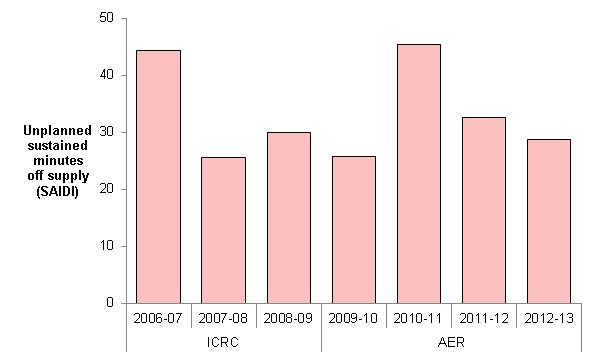 50
40
30
20
10
0
Unplanned
sustained
minutes
off supply
(SAIDI)
2006-07 2007-08 2008-09 2009-10 2010-11 2011-12 2012-13
ICRC AER